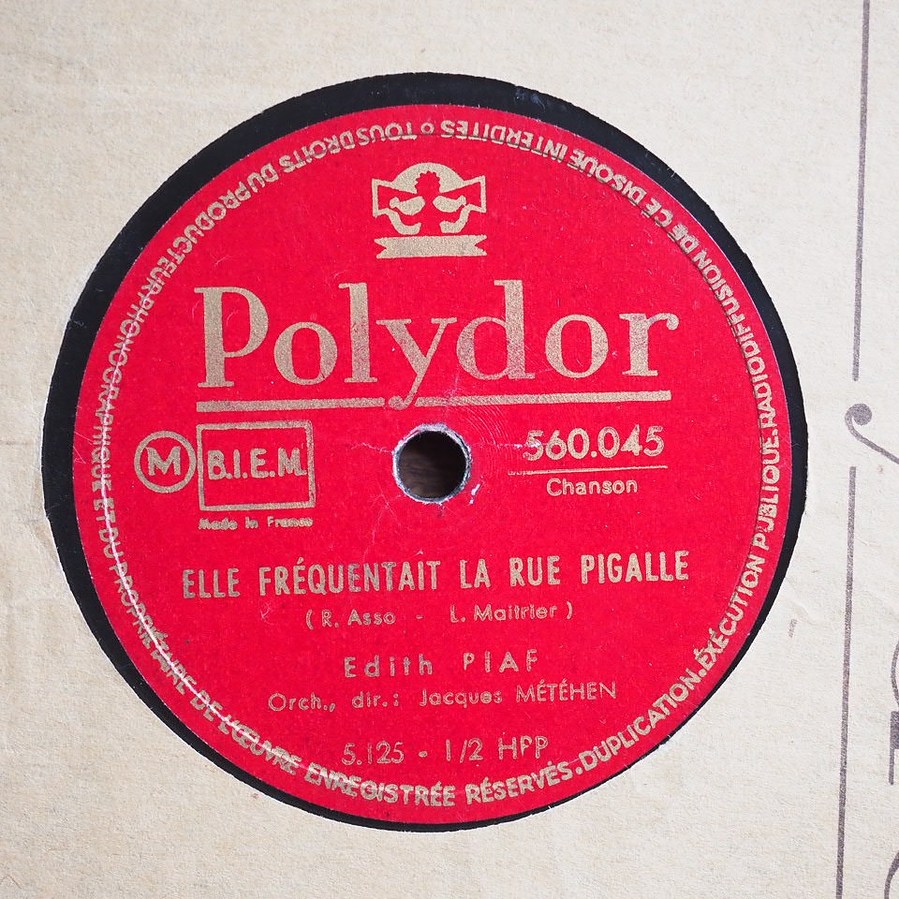 Polydor
M B.I.E.M.
Made in France
560.045
Chanson
ELLE FRÉQUENTAÎT LA RUE PIGALLE
( R. Asso - L. Maitrier )
Edith PIAF
Orch., dir.: Jacques MÉTÉHEN
5.125 - 1/2 HPP
TOUS DROITS DU PRODUCTEUR PHONOGRAPHIQUE ET DU PROPRIÉTAIRE DE L'ŒUVRE ENREGISTRÉE RÉSERVÉS. DUPLICATION. ÉXÉCUTION PUBLIQUE. RADIODIFFUSION DE CE DISQUE INTERDITES